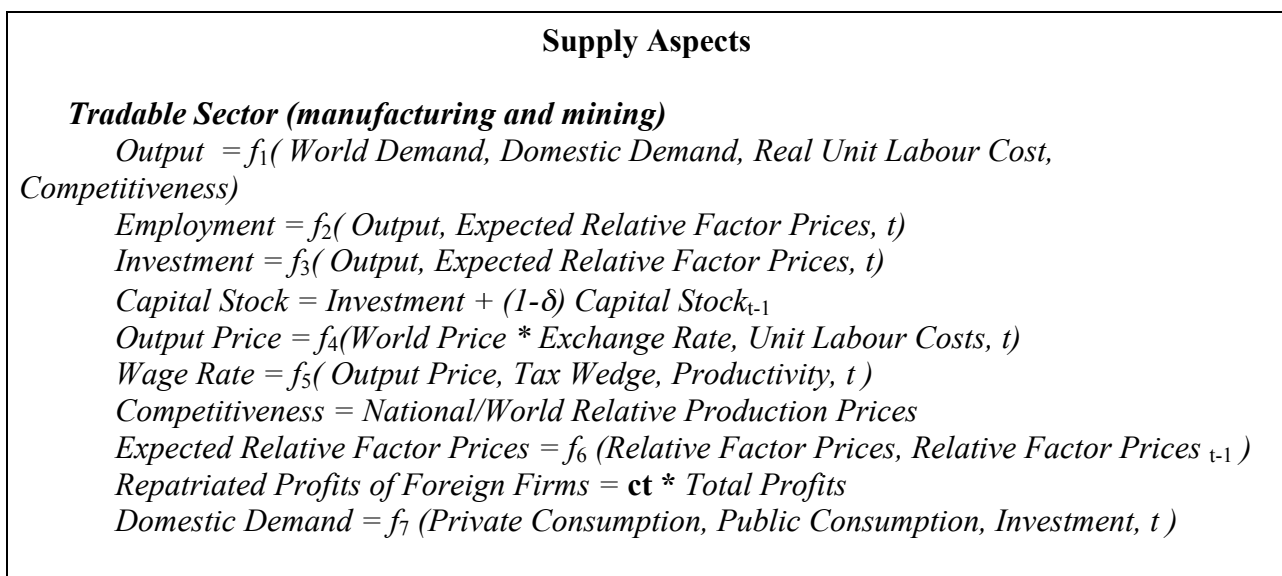 Supply Aspects
Tradable Sector (manufacturing and mining)
Output = f1( World Demand, Domestic Demand, Real Unit Labour Cost,
Competitiveness)
Employment = f2( Output, Expected Relative Factor Prices, t)
Investment = f3( Output, Expected Relative Factor Prices, t)
Capital Stock = Investment + (1-δ) Capital Stockt-1
Output Price = f4(World Price * Exchange Rate, Unit Labour Costs, t)
Wage Rate = f5( Output Price, Tax Wedge, Productivity, t )
Competitiveness = National/World Relative Production Prices
Expected Relative Factor Prices = f6 (Relative Factor Prices, Relative Factor Prices t-1 )
Repatriated Profits of Foreign Firms = ct * Total Profits
Domestic Demand = f7 (Private Consumption, Public Consumption, Investment, t )